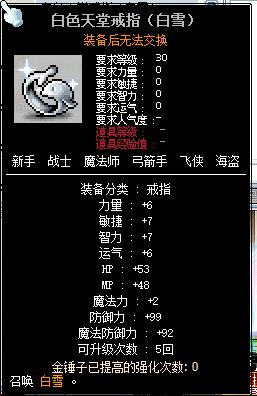 白色天堂戒指（白雪）
装备后无法交换
要求等级： 30
要求力量： 0
要求敏捷： 0
要求智力： 0
要求运气： 0
要求人气度：-
道具等级： -
道具经验值：-
新手 战士 魔法师 弓箭手 飞侠 海盗
装备分类 : 戒指
力量 : +6
敏捷 : +7
智力 : +7
运气 : +6
HP : +53
MP : +48
魔法力 : +2
防御力 : +99
魔法防御力 : +92
可升级次数 : 5回
金锤子已提高的强化次数: 0
召唤 白雪 。